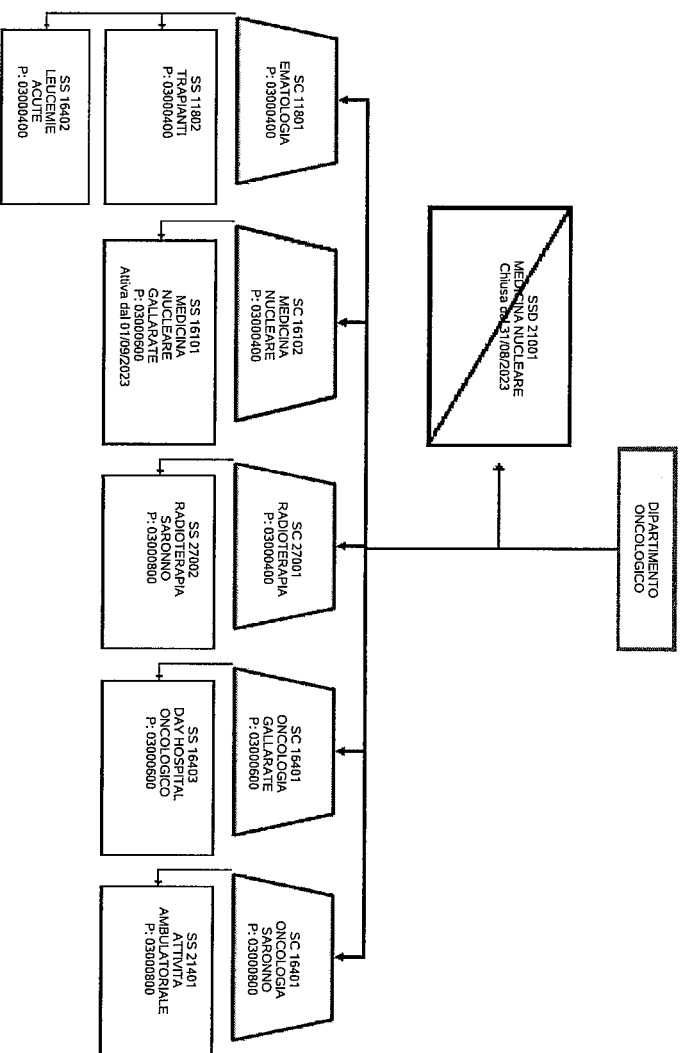 DIPARTIMENTO
ONCOLOGICO
SSD 21001
MEDICINA NUCLEARE
Chiusa dal 31/08/2023
SC 11801
EMATOLOGIA
P: 03000400
SC 16102
MEDICINA
NUCLEARE
P: 03000400
SC 27001
RADIOTERAPIA
P: 03000400
SC 16401
ONCOLOGIA
GALLARATE
P: 03000600
SC 16401
ONCOLOGIA
SARONNO
P: 03000800
SS 11802
TRAPIANTI
P: 03000400
SS 16101
MEDICINA
NUCLEARE
GALLARATE
P: 03000600
Attiva dal 01/09/2023
SS 27002
RADIOTERAPIA
SARONNO
P: 03000800
SS 16403
DAY HOSPITAL
ONCOLOGICO
P: 03000600
SS 21401
ATTIVITA
AMBULATORIALE
P: 03000800
SS 16402
LEUCEMIE
ACUTE
P: 03000400